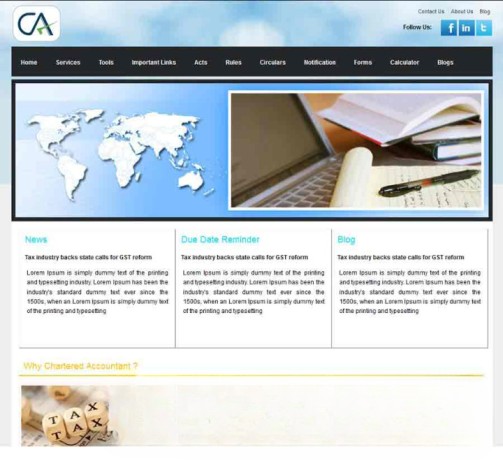 CA
Contact Us | About Us | Blog
Follow Us: f in t
Home Services Tools Important Links Acts Rules Circulars Notification Forms Calculator Blogs
News
Tax industry backs state calls for GST reform
Lorem Ipsum is simply dummy text of the printing
and typesetting industry. Lorem Ipsum has been the
industry's standard dummy text ever since the
1500s, when an Lorem Ipsum is simply dummy text
of the printing and typesetting
Due Date Reminder
Tax industry backs state calls for GST reform
Lorem Ipsum is simply dummy text of the printing
and typesetting industry. Lorem Ipsum has been the
industry's standard dummy text ever since the
1500s, when an Lorem Ipsum is simply dummy text
of the printing and typesetting
Blog
Tax industry backs state calls for GST reform
Lorem Ipsum is simply dummy text of the printing
and typesetting industry. Lorem Ipsum has been the
industry's standard dummy text ever since the
1500s, when an Lorem Ipsum is simply dummy text
of the printing and typesetting
Why Chartered Accountant ?
TAX
TAX